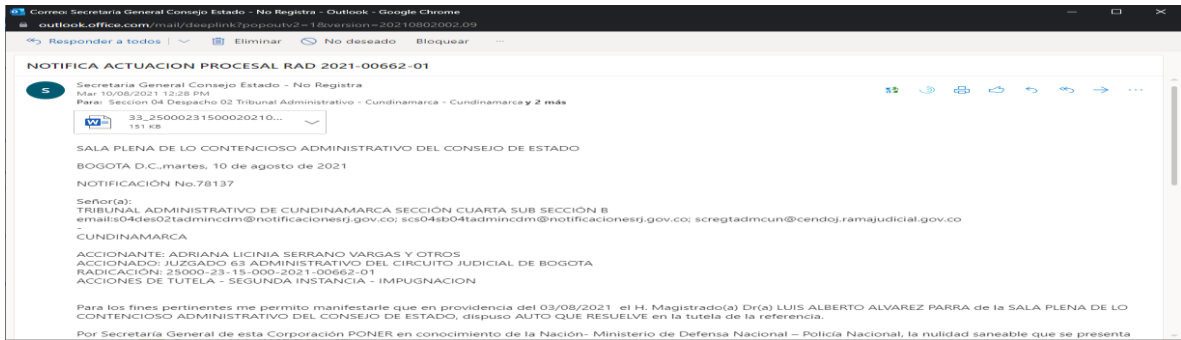 Correo: Secretaria General Consejo Estado - No Registra - Outlook - Google Chrome
outlook.office.com/mail/deeplink?popoutv2=1&version=20210802002.09
Responder a todos | Eliminar No deseado Bloquear ...
NOTIFICA ACTUACION PROCESAL RAD 2021-00662-01
S
Secretaria General Consejo Estado - No Registra
Mar 10/08/2021 12:28 PM
Para: Seccion 04 Despacho 02 Tribunal Administrativo - Cundinamarca - Cundinamarca y 2 más
33_25000231500020210...
151 KB
SALA PLENA DE LO CONTENCIOSO ADMINISTRATIVO DEL CONSEJO DE ESTADO
BOGOTA D.C.,martes, 10 de agosto de 2021
NOTIFICACIÓN No.78137
Señor(a):
TRIBUNAL ADMINISTRATIVO DE CUNDINAMARCA SECCIÓN CUARTA SUB SECCIÓN B
email:s04des02tadmincdm@notificacionesrj.gov.co; scs04sb04tadmincdm@notificacionesrj.gov.co; scregtadmcun@cendoj.ramajudicial.gov.co
-
CUNDINAMARCA
ACCIONANTE: ADRIANA LICINIA SERRANO VARGAS Y OTROS
ACCIONADO: JUZGADO 63 ADMINISTRATIVO DEL CIRCUITO JUDICIAL DE BOGOTA
RADICACIÓN: 25000-23-15-000-2021-00662-01
ACCIONES DE TUTELA - SEGUNDA INSTANCIA - IMPUGNACION
Para los fines pertinentes me permito manifestarle que en providencia del 03/08/2021 el H. Magistrado(a) Dr(a) LUIS ALBERTO ALVAREZ PARRA de la SALA PLENA DE LO
CONTENCIOSO ADMINISTRATIVO DEL CONSEJO DE ESTADO, dispuso AUTO QUE RESUELVE en la tutela de la referencia.
Por Secretaría General de esta Corporación PONER en conocimiento de la Nación- Ministerio de Defensa Nacional – Policía Nacional, la nulidad saneable que se presenta